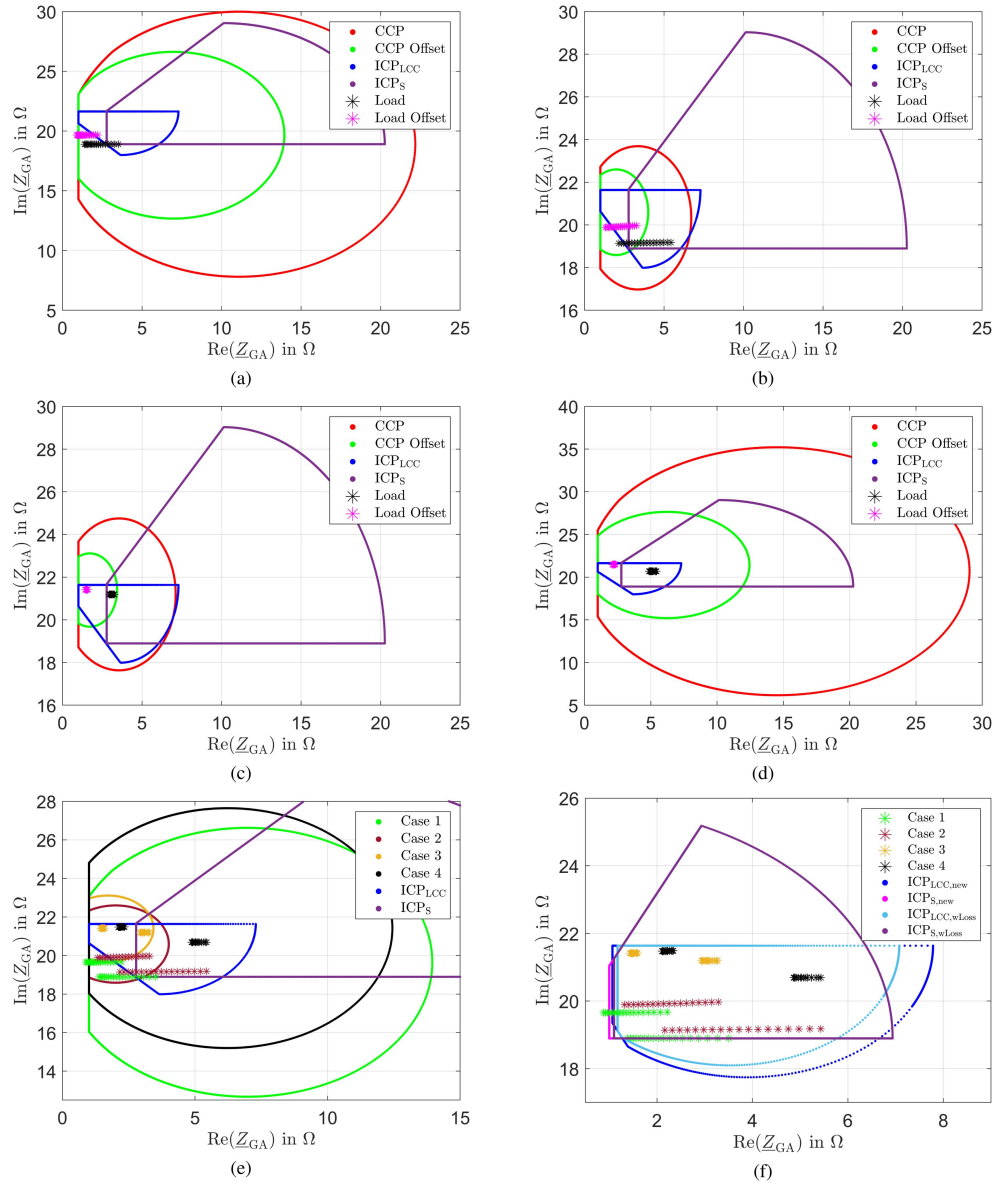 30
25
20
15
10
5
0 5 10 15 20 25
Im(Z_GA) in Ω
Re(Z_GA) in Ω
CCP
CCP Offset
ICP_LCC
ICP_S
Load
Load Offset
(a)
30
28
26
24
22
20
18
16
0 5 10 15 20 25
Im(Z_GA) in Ω
Re(Z_GA) in Ω
CCP
CCP Offset
ICP_LCC
ICP_S
Load
Load Offset
(b)
30
28
26
24
22
20
18
16
0 5 10 15 20 25
Im(Z_GA) in Ω
Re(Z_GA) in Ω
CCP
CCP Offset
ICP_LCC
ICP_S
Load
Load Offset
(c)
40
35
30
25
20
15
10
5
0 5 10 15 20 25 30
Im(Z_GA) in Ω
Re(Z_GA) in Ω
CCP
CCP Offset
ICP_LCC
ICP_S
Load
Load Offset
(d)
28
26
24
22
20
18
16
14
0 5 10 15
Im(Z_GA) in Ω
Re(Z_GA) in Ω
Case 1
Case 2
Case 3
Case 4
ICP_LCC
ICP_S
(e)
26
24
22
20
18
2 4 6 8
Im(Z_GA) in Ω
Re(Z_GA) in Ω
Case 1
Case 2
Case 3
Case 4
ICP_LCC,new
ICP_S,new
ICP_LCC,wLoss
ICP_S,wLoss
(f)